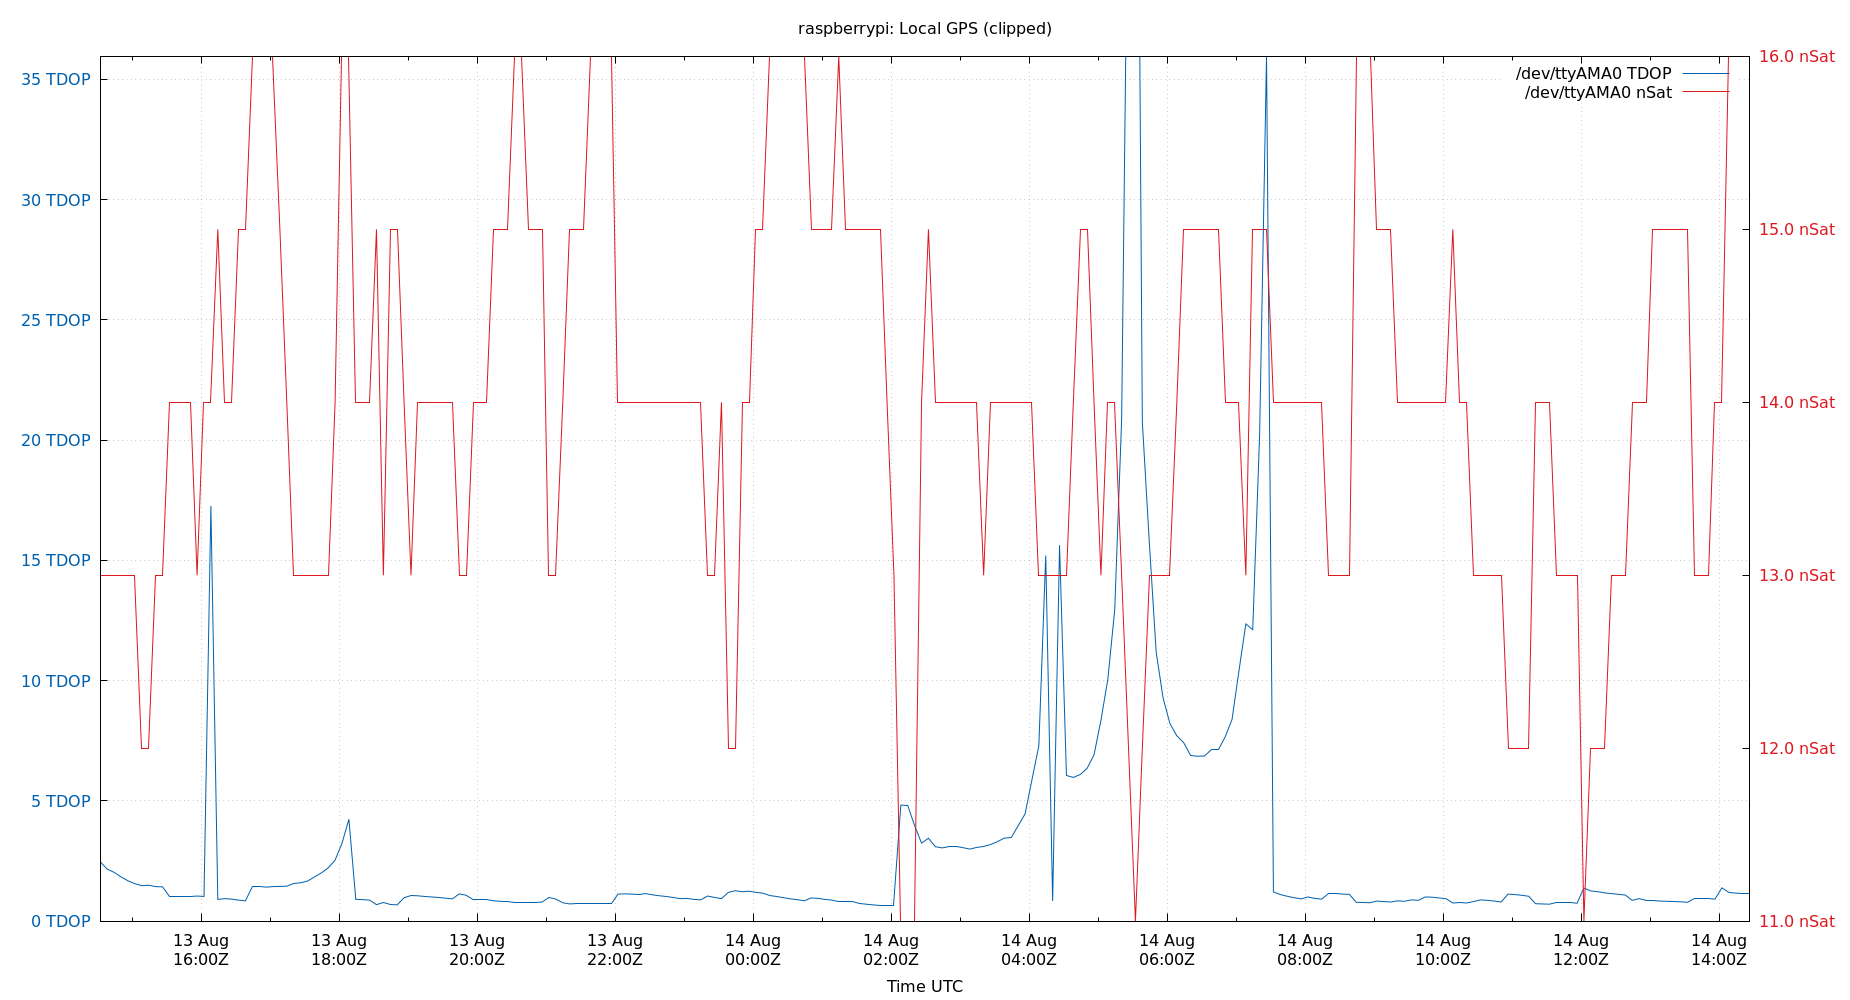 raspberrypi: Local GPS (clipped)
/dev/ttyAMA0 TDOP
/dev/ttyAMA0 nSat
35 TDOP
30 TDOP
25 TDOP
20 TDOP
15 TDOP
10 TDOP
5 TDOP
0 TDOP
16.0 nSat
15.0 nSat
14.0 nSat
13.0 nSat
12.0 nSat
11.0 nSat
13 Aug
16:00Z
13 Aug
18:00Z
13 Aug
20:00Z
13 Aug
22:00Z
14 Aug
00:00Z
14 Aug
02:00Z
14 Aug
04:00Z
14 Aug
06:00Z
14 Aug
08:00Z
14 Aug
10:00Z
14 Aug
12:00Z
14 Aug
14:00Z
Time UTC